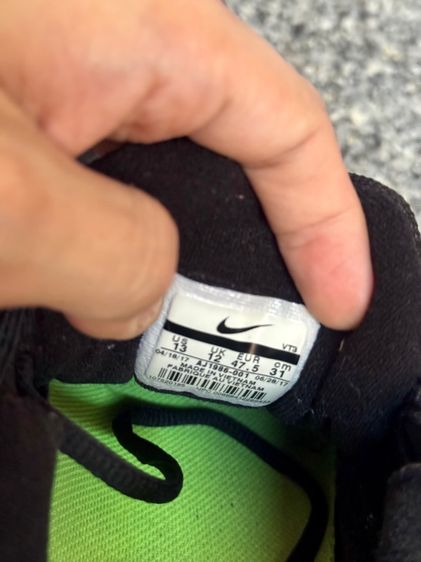 VT3
US UK EUR cm
13 12 47.5 31
04/18/17 AJ1986-001 06/28/17
MADE IN VIETNAM
FABRIQUÉ AU VIETNAM